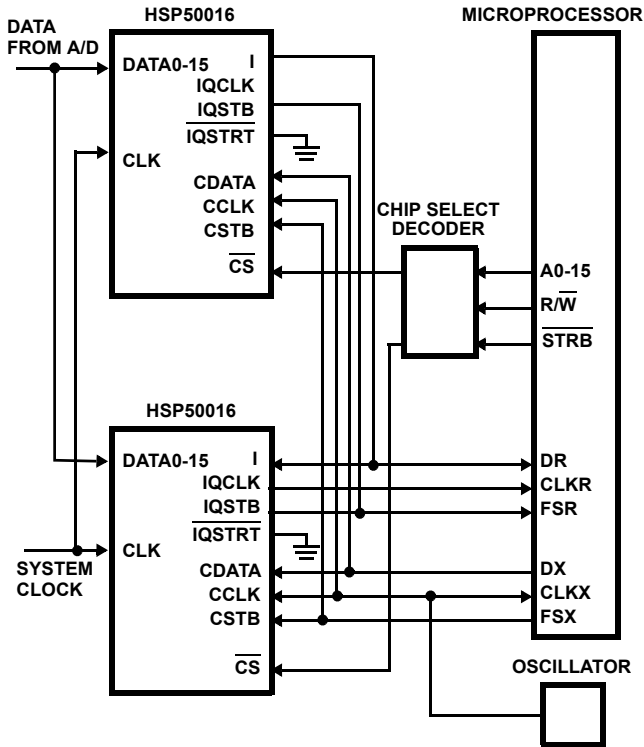 HSP50016
MICROPROCESSOR
DATA
FROM A/D
DATA0-15
I
IQCLK
IQSTB
IQSTRT
CLK
CDATA
CCLK
CSTB
CS
CHIP SELECT
DECODER
A0-15
R/W
STRB
HSP50016
DATA0-15
I
IQCLK
IQSTB
IQSTRT
CLK
CDATA
CCLK
CSTB
CS
DR
CLKR
FSR
DX
CLKX
FSX
SYSTEM
CLOCK
OSCILLATOR